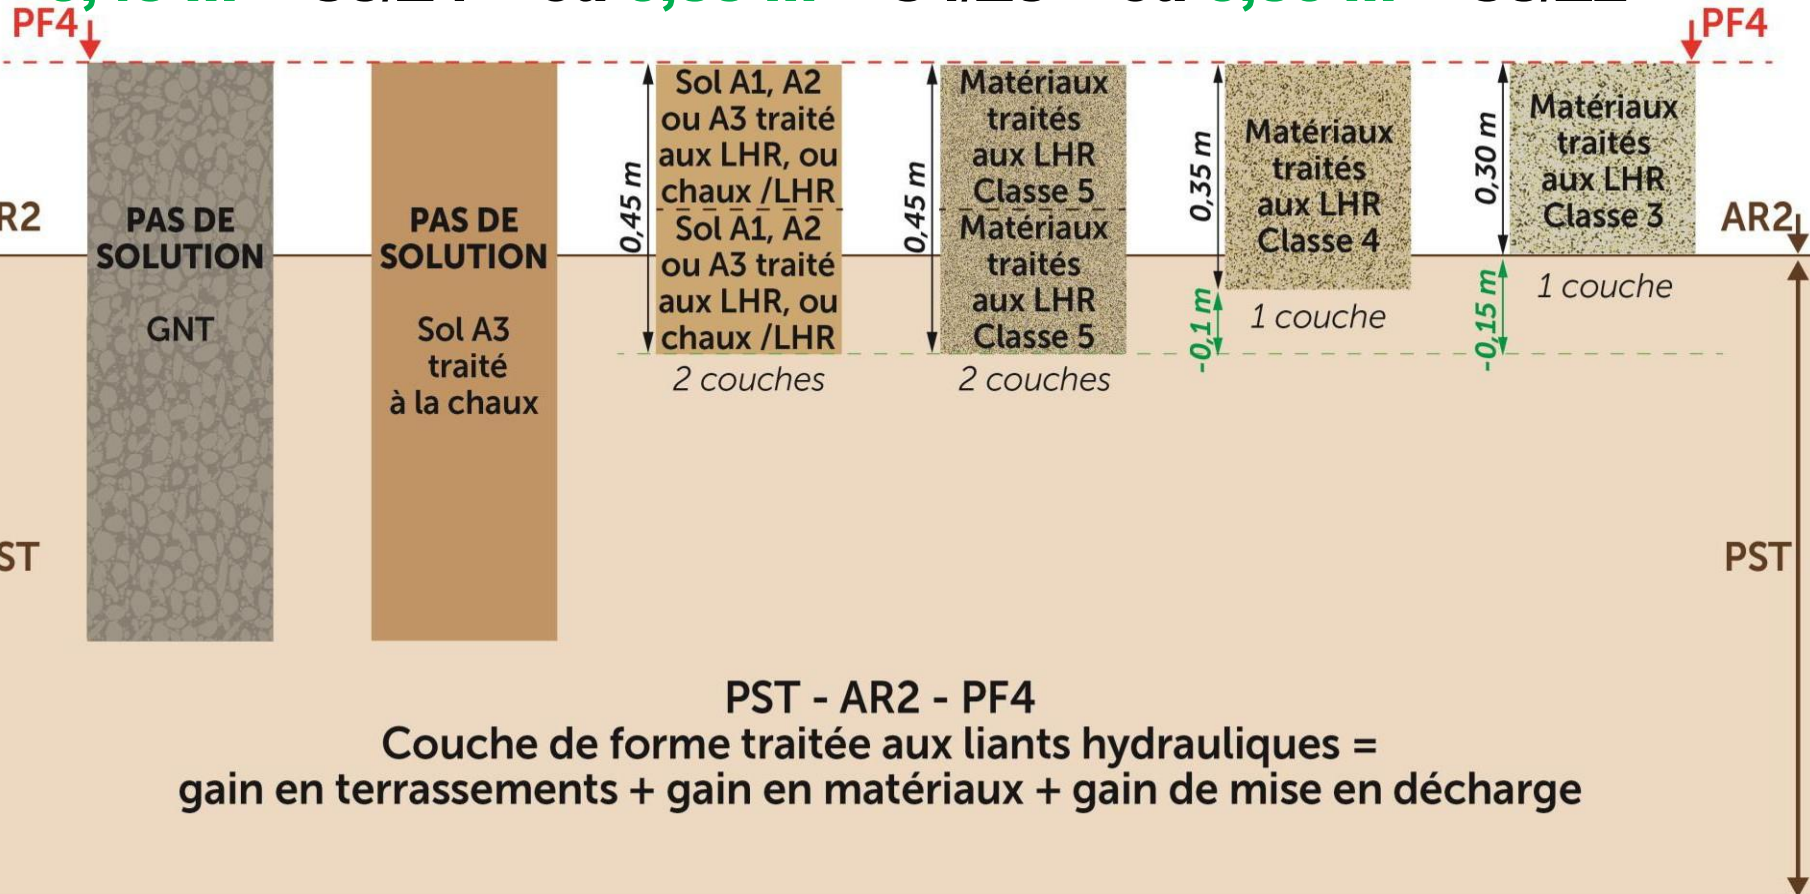 PF4
PF4
Sol A1, A2
ou A3 traité
aux LHR, ou
chaux /LHR
Sol A1, A2
ou A3 traité
aux LHR, ou
chaux /LHR
0,45 m
2 couches
Matériaux
traités
aux LHR
Classe 5
Matériaux
traités
aux LHR
Classe 5
0,45 m
2 couches
Matériaux
traités
aux LHR
Classe 4
0,35 m
-0,1 m
1 couche
Matériaux
traités
aux LHR
Classe 3
0,30 m
-0,15 m
1 couche
R2
AR2
PAS DE
SOLUTION
GNT
PAS DE
SOLUTION
Sol A3
traité
à la chaux
ST
PST
PST - AR2 - PF4
Couche de forme traitée aux liants hydrauliques =
gain en terrassements + gain en matériaux + gain de mise en décharge